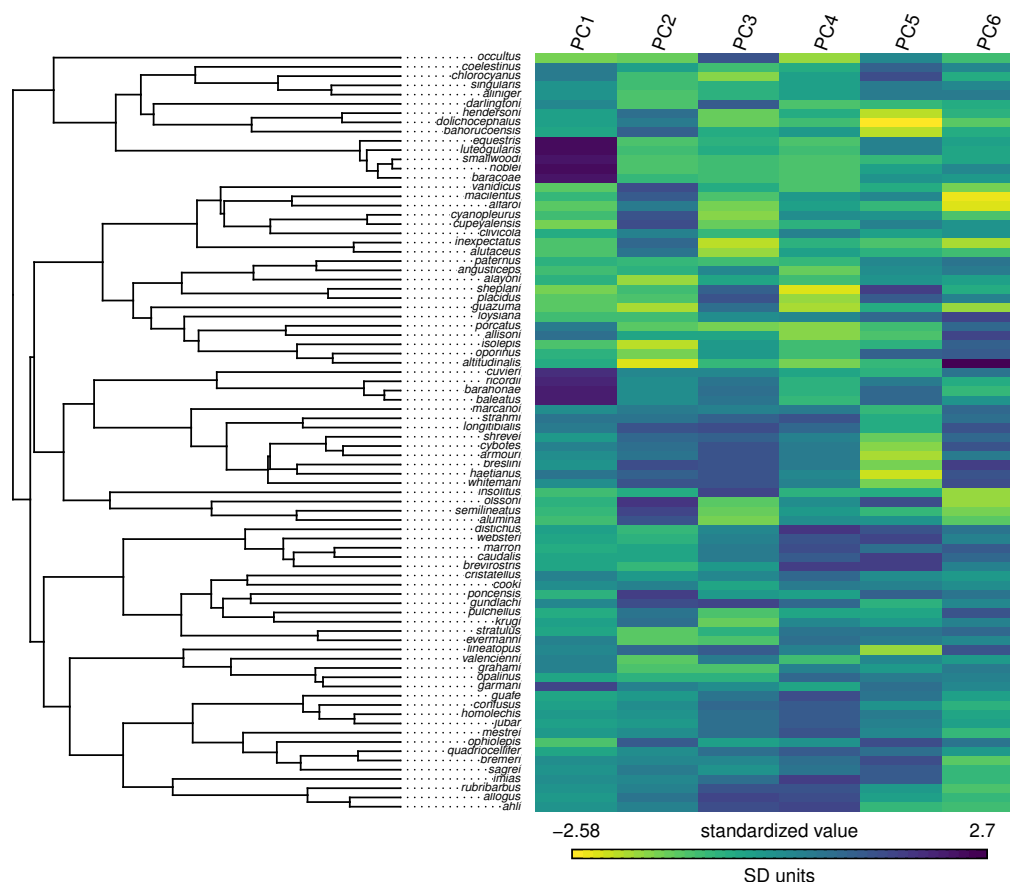 PC1 PC2 PC3 PC4 PC5 PC6
occultus
coelestinus
chlorocyanus
singularis
aliniger
darlingtoni
hendersoni
dolichocephalus
bahorucoensis
equestris
luteogularis
smallwoodi
noblei
baracoae
vanidicus
macilentus
alfaroi
cyanopleurus
cupeyalensis
clivicola
inexpectatus
alutaceus
paternus
angusticeps
alayoni
sheplani
placidus
guazuma
loysiana
porcatus
allisoni
isolepis
oporinus
altitudinalis
cuvieri
ricordii
barahonae
baleatus
marcanoi
strahmi
longitibialis
shrevei
cybotes
armouri
breslini
haetianus
whitemani
insolitus
olssoni
semilineatus
alumina
distichus
websteri
marron
caudalis
brevirostris
cristatellus
cooki
poncensis
gundlachi
pulchellus
krugi
stratulus
evermanni
lineatopus
valencienni
grahami
opalinus
garmani
guafe
confusus
homolechis
jubar
mestrei
ophiolepis
quadriocellifer
bremeri
sagrei
imias
rubribarbus
allogus
ahli
−2.58 standardized value 2.7
SD units